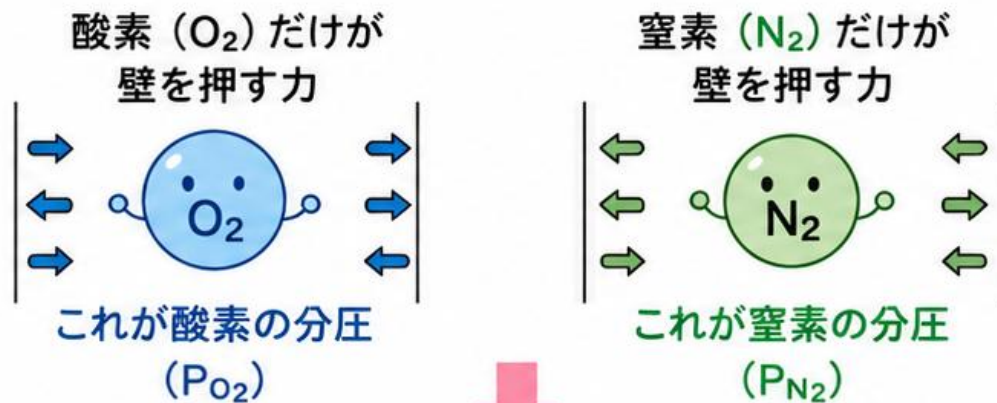 酸素（O₂）だけが
壁を押す力
O₂
これが酸素の分圧
（Po₂）
窒素（N₂）だけが
壁を押す力
N₂
これが窒素の分圧
（PN₂）